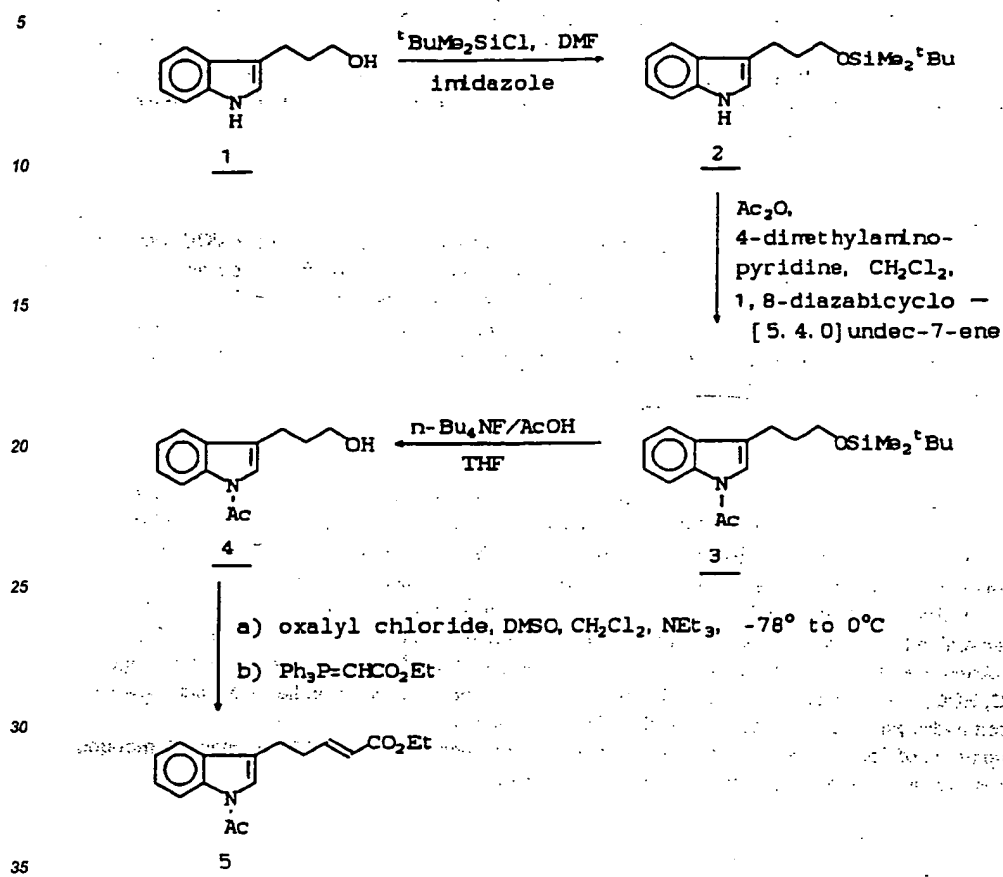 5
ᵗBuMe₂SiCl, DMF
imidazole
OH
N
H
1
OSiMe₂ᵗBu
N
H
2
10
Ac₂O,
4-dimethylamino-
pyridine, CH₂Cl₂,
1,8-diazabicyclo —
[5.4.0]undec-7-ene
15
20
n-Bu₄NF/AcOH
THF
OH
N
Ac
4
OSiMe₂ᵗBu
N
Ac
3
25
a) oxalyl chloride, DMSO, CH₂Cl₂, NEt₃, -78° to 0°C
b) Ph₃P=CHCO₂Et
30
CO₂Et
N
Ac
5
35